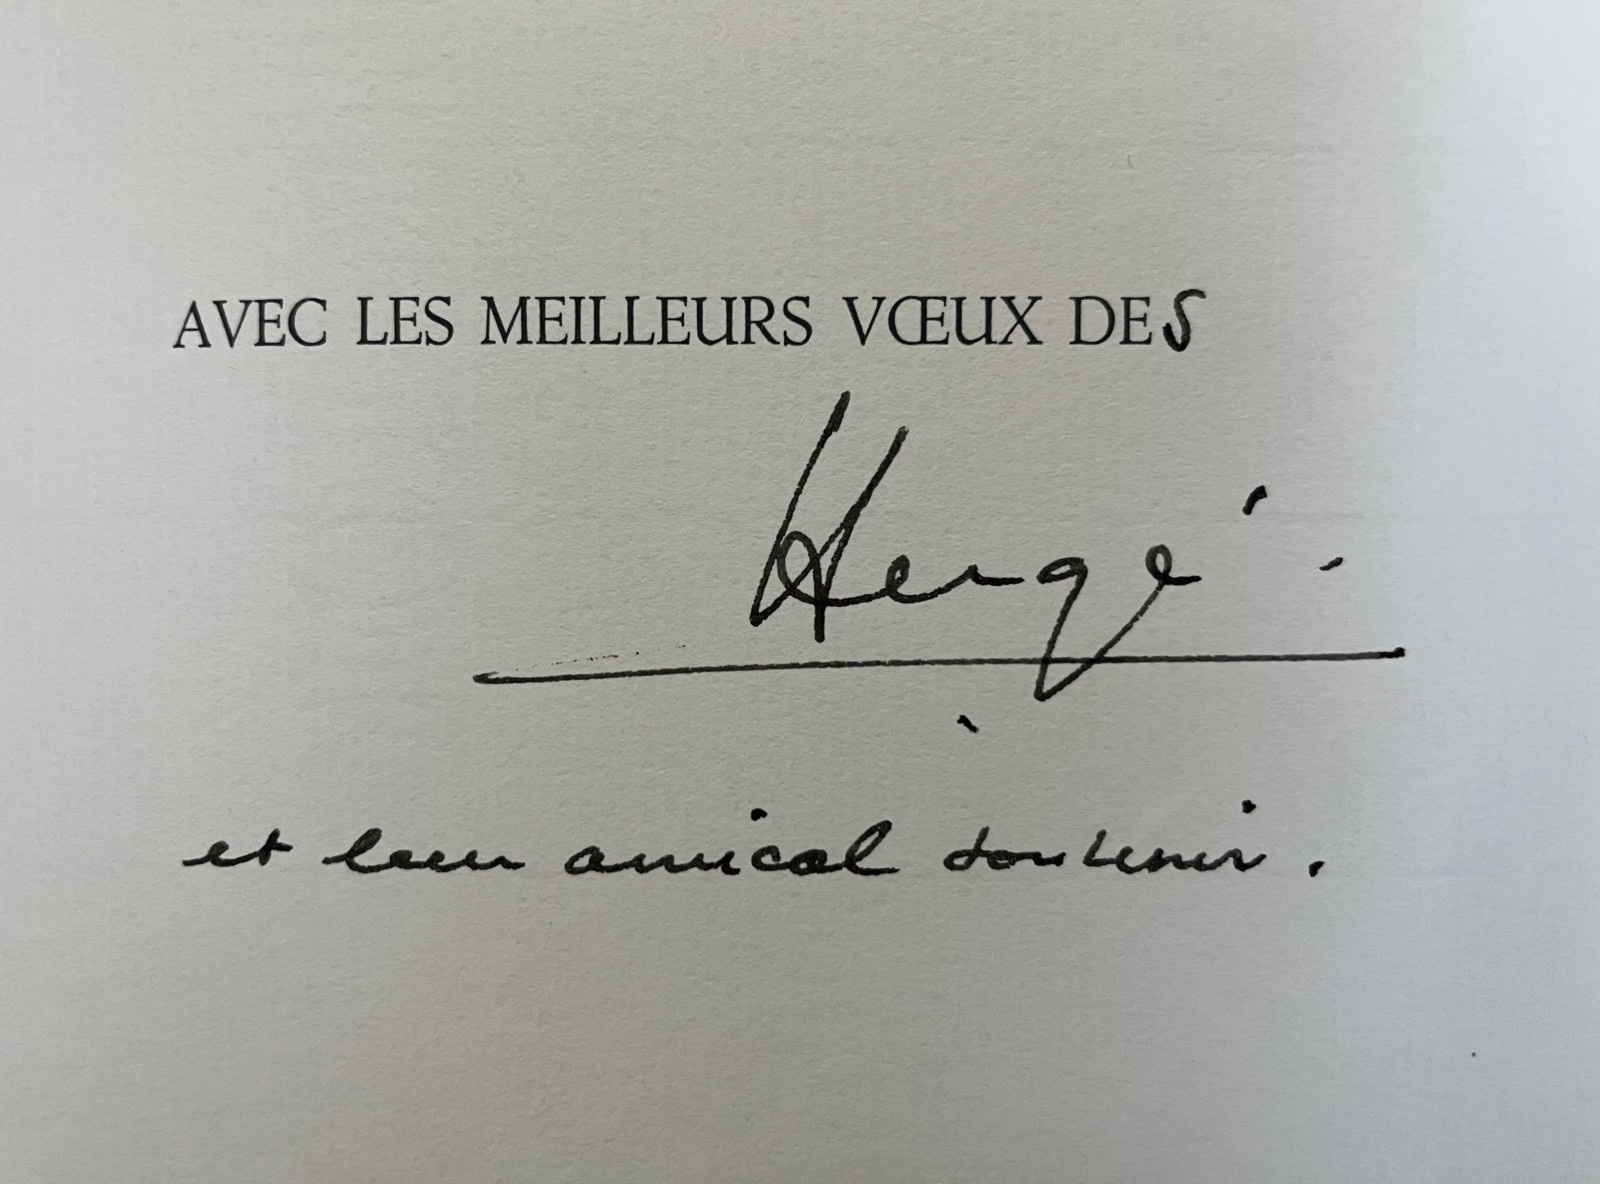 AVEC LES MEILLEURS VŒUX DES
Hergé.
et leur amical souvenir.